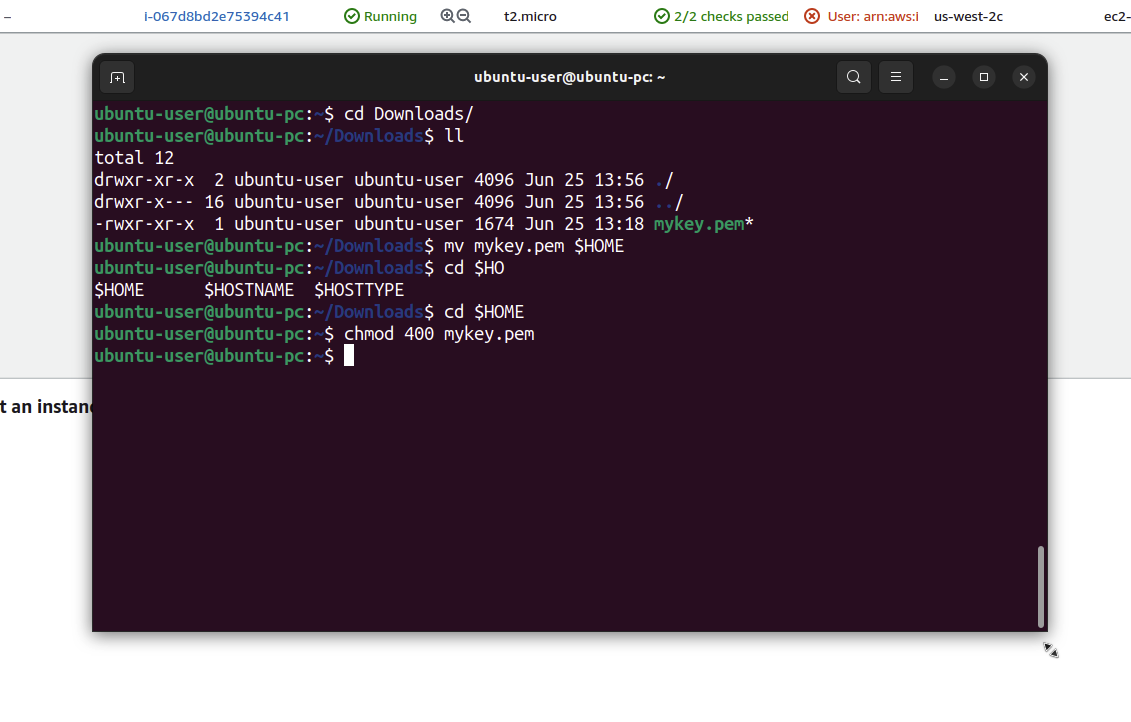 – i-067d8bd2e75394c41 Running t2.micro 2/2 checks passed User: arn:aws:i us-west-2c ec2-
ubuntu-user@ubuntu-pc: ~
ubuntu-user@ubuntu-pc:~$ cd Downloads/
ubuntu-user@ubuntu-pc:~/Downloads$ ll
total 12
drwxr-xr-x  2 ubuntu-user ubuntu-user 4096 Jun 25 13:56 ./
drwxr-x--- 16 ubuntu-user ubuntu-user 4096 Jun 25 13:56 ../
-rwxr-xr-x  1 ubuntu-user ubuntu-user 1674 Jun 25 13:18 mykey.pem*
ubuntu-user@ubuntu-pc:~/Downloads$ mv mykey.pem $HOME
ubuntu-user@ubuntu-pc:~/Downloads$ cd $HO
$HOME      $HOSTNAME  $HOSTTYPE
ubuntu-user@ubuntu-pc:~/Downloads$ cd $HOME
ubuntu-user@ubuntu-pc:~$ chmod 400 mykey.pem
ubuntu-user@ubuntu-pc:~$
t an instanc